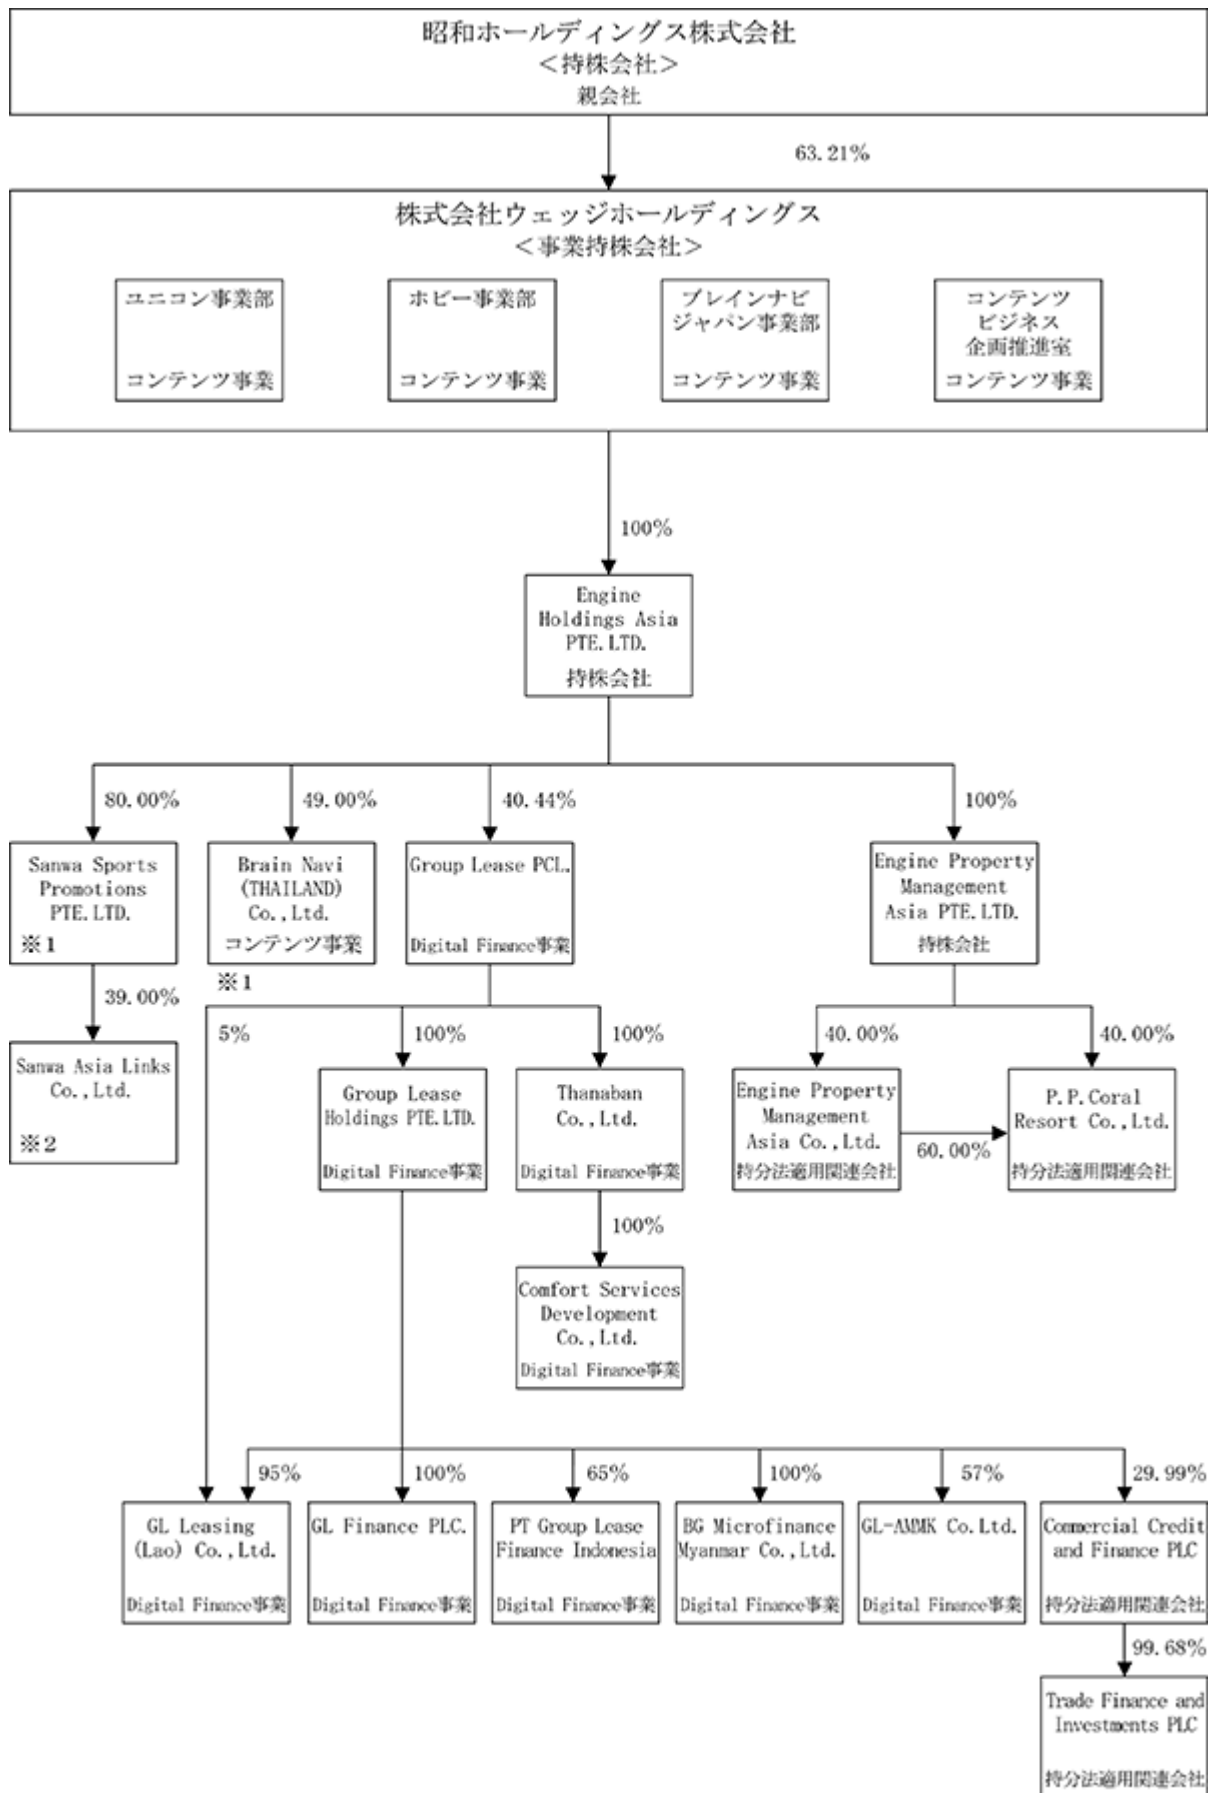 昭和ホールディングス株式会社
＜持株会社＞
親会社
63.21%
株式会社ウェッジホールディングス
＜事業持株会社＞
ユニコン事業部
コンテンツ事業
ホビー事業部
コンテンツ事業
ブレインナビ
ジャパン事業部
コンテンツ事業
コンテンツ
ビジネス
企画推進室
コンテンツ事業
100%
Engine
Holdings Asia
PTE.LTD.
持株会社
80.00%
49.00%
40.44%
100%
Sanwa Sports
Promotions
PTE.LTD.
※1
Brain Navi
(THAILAND)
Co.,Ltd.
コンテンツ事業
※1
Group Lease PCL.
Digital Finance事業
Engine Property
Management
Asia PTE.LTD.
持株会社
39.00%
5%
100%
100%
40.00%
40.00%
Sanwa Asia Links
Co.,Ltd.
※2
Group Lease
Holdings PTE.LTD.
Digital Finance事業
Thanaban
Co.,Ltd.
Digital Finance事業
Engine Property
Management
Asia Co.,Ltd.
持分法適用関連会社
60.00%
P.P.Coral
Resort Co.,Ltd.
持分法適用関連会社
100%
Comfort Services
Development
Co.,Ltd.
Digital Finance事業
95%
100%
65%
100%
57%
29.99%
GL Leasing
(Lao) Co.,Ltd.
Digital Finance事業
GL Finance PLC.
Digital Finance事業
PT Group Lease
Finance Indonesia
Digital Finance事業
BG Microfinance
Myanmar Co.,Ltd.
Digital Finance事業
GL-AMMK Co.Ltd.
Digital Finance事業
Commercial Credit
and Finance PLC
持分法適用関連会社
99.68%
Trade Finance and
Investments PLC
持分法適用関連会社